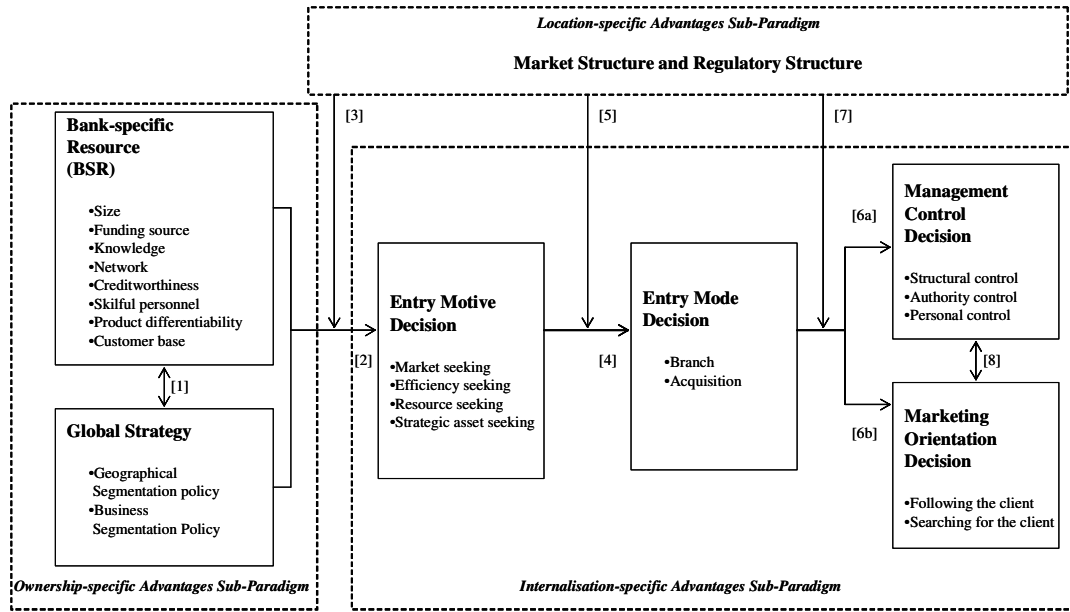 Location-specific Advantages Sub-Paradigm
Market Structure and Regulatory Structure
[3]
[5]
[7]
Bank-specific
Resource
(BSR)
•Size
•Funding source
•Knowledge
•Network
•Creditworthiness
•Skilful personnel
•Product differentiability
•Customer base
[1]
Global Strategy
•Geographical
Segmentation policy
•Business
Segmentation Policy
Ownership-specific Advantages Sub-Paradigm
[2]
Entry Motive
Decision
•Market seeking
•Efficiency seeking
•Resource seeking
•Strategic asset seeking
[4]
Entry Mode
Decision
•Branch
•Acquisition
[6a]
Management
Control
Decision
•Structural control
•Authority control
•Personal control
[8]
[6b]
Marketing
Orientation
Decision
•Following the client
•Searching for the client
Internalisation-specific Advantages Sub-Paradigm